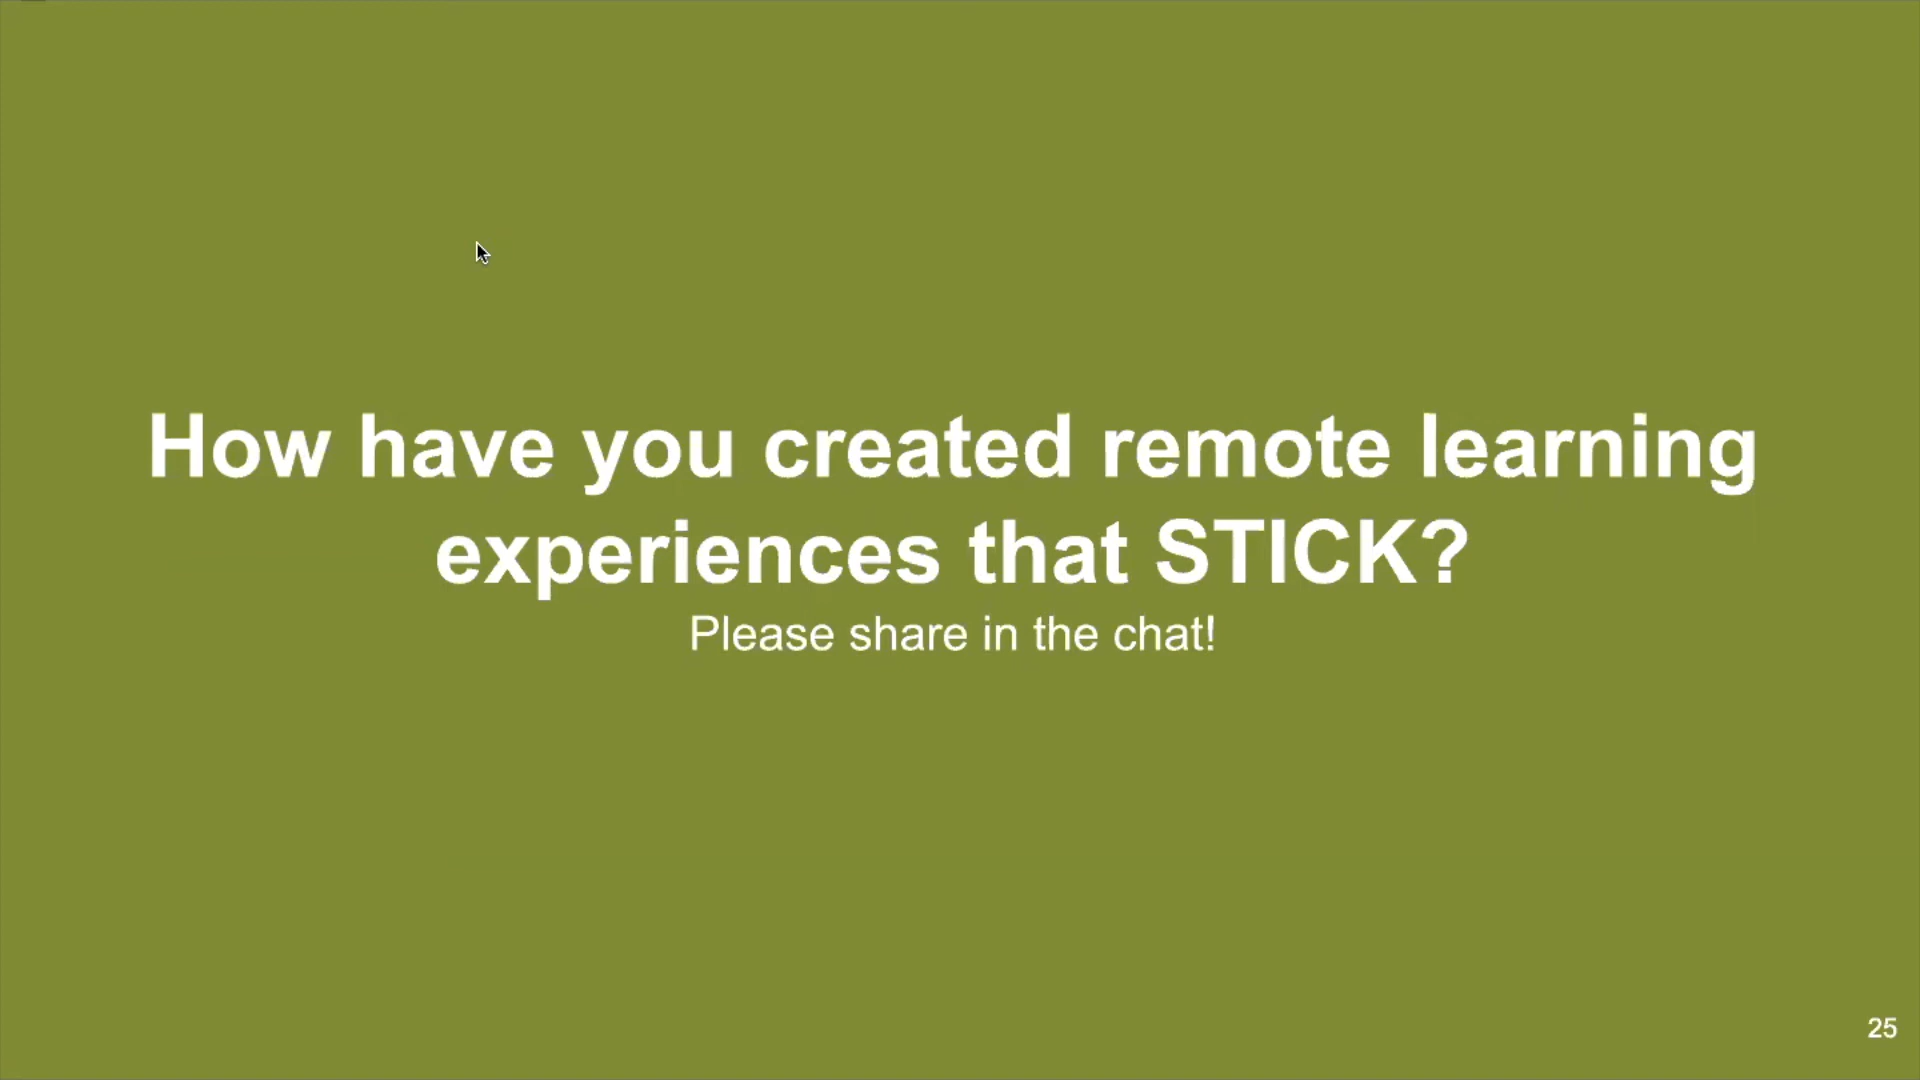 How have you created remote learning
experiences that STICK?
Please share in the chat!
25